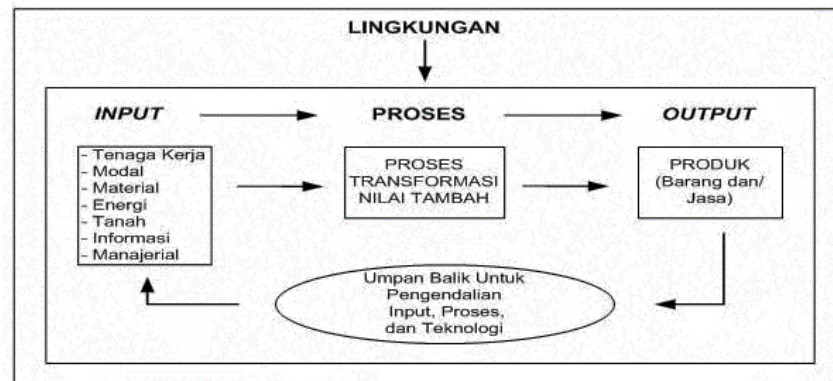 LINGKUNGAN
INPUT
PROSES
OUTPUT
- Tenaga Kerja
- Modal
- Material
- Energi
- Tanah
- Informasi
- Manajerial
PROSES
TRANSFORMASI
NILAI TAMBAH
PRODUK
(Barang dan/
Jasa)
Umpan Balik Untuk
Pengendalian
Input, Proses,
dan Teknologi